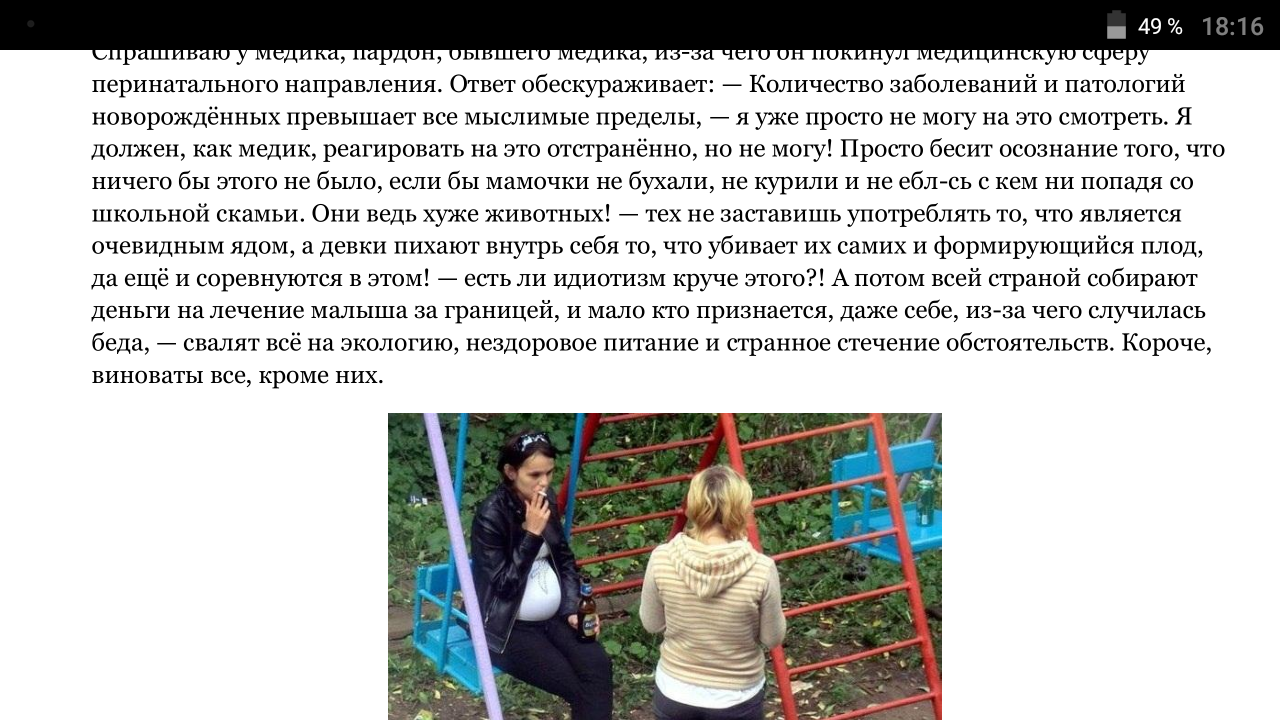 49 % 18:16
Спрашиваю у медика, пардон, бывшего медика, из-за чего он покинул медицинскую сферу
перинатального направления. Ответ обескураживает: — Количество заболеваний и патологий
новорождённых превышает все мыслимые пределы, — я уже просто не могу на это смотреть. Я
должен, как медик, реагировать на это отстранённо, но не могу! Просто бесит осознание того, что
ничего бы этого не было, если бы мамочки не бухали, не курили и не ебл-сь с кем ни попадя со
школьной скамьи. Они ведь хуже животных! — тех не заставишь употреблять то, что является
очевидным ядом, а девки пихают внутрь себя то, что убивает их самих и формирующийся плод,
да ещё и соревнуются в этом! — есть ли идиотизм круче этого?! А потом всей страной собирают
деньги на лечение малыша за границей, и мало кто признается, даже себе, из-за чего случилась
беда, — свалят всё на экологию, нездоровое питание и странное стечение обстоятельств. Короче,
виноваты все, кроме них.